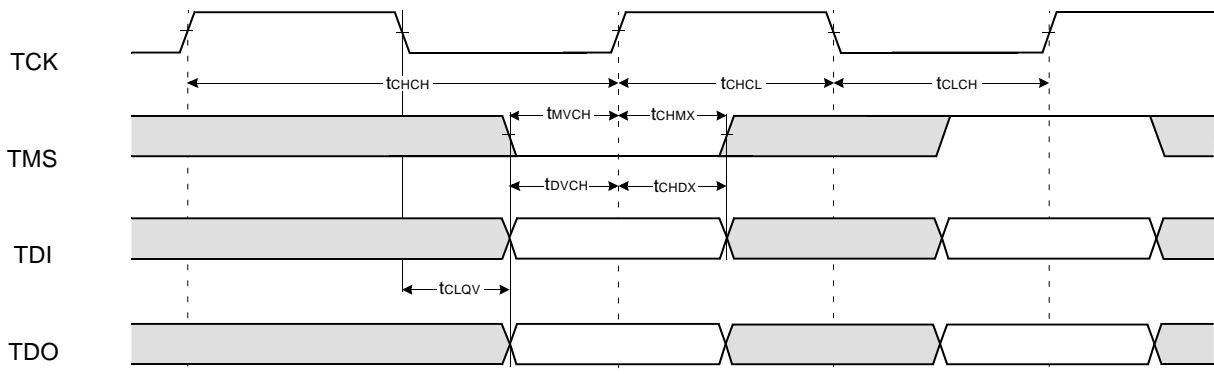 TCK
tCHCH
tCHCL
tCLCH
tMVCH
tCHMX
TMS
tDVCH
tCHDX
TDI
tCLQV
TDO